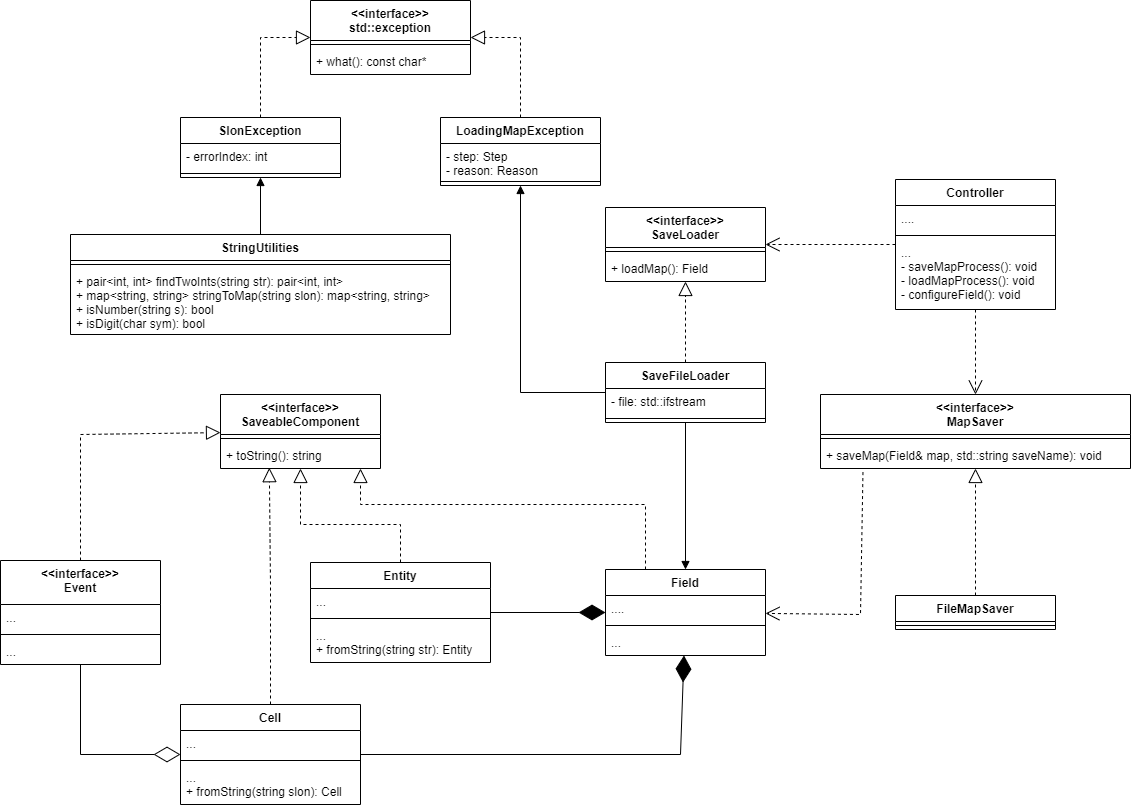 <<interface>>
std::exception
+ what(): const char*
SlonException
- errorIndex: int
LoadingMapException
- step: Step
- reason: Reason
StringUtilities
+ pair<int, int> findTwoInts(string str): pair<int, int>
+ map<string, string> stringToMap(string slon): map<string, string>
+ isNumber(string s): bool
+ isDigit(char sym): bool
<<interface>>
SaveLoader
+ loadMap(): Field
Controller
....
...
- saveMapProcess(): void
- loadMapProcess(): void
- configureField(): void
SaveFileLoader
- file: std::ifstream
<<interface>>
SaveableComponent
+ toString(): string
<<interface>>
MapSaver
+ saveMap(Field& map, std::string saveName): void
<<interface>>
Event
...
...
Entity
...
...
+ fromString(string str): Entity
Field
....
...
FileMapSaver
Cell
...
...
+ fromString(string slon): Cell